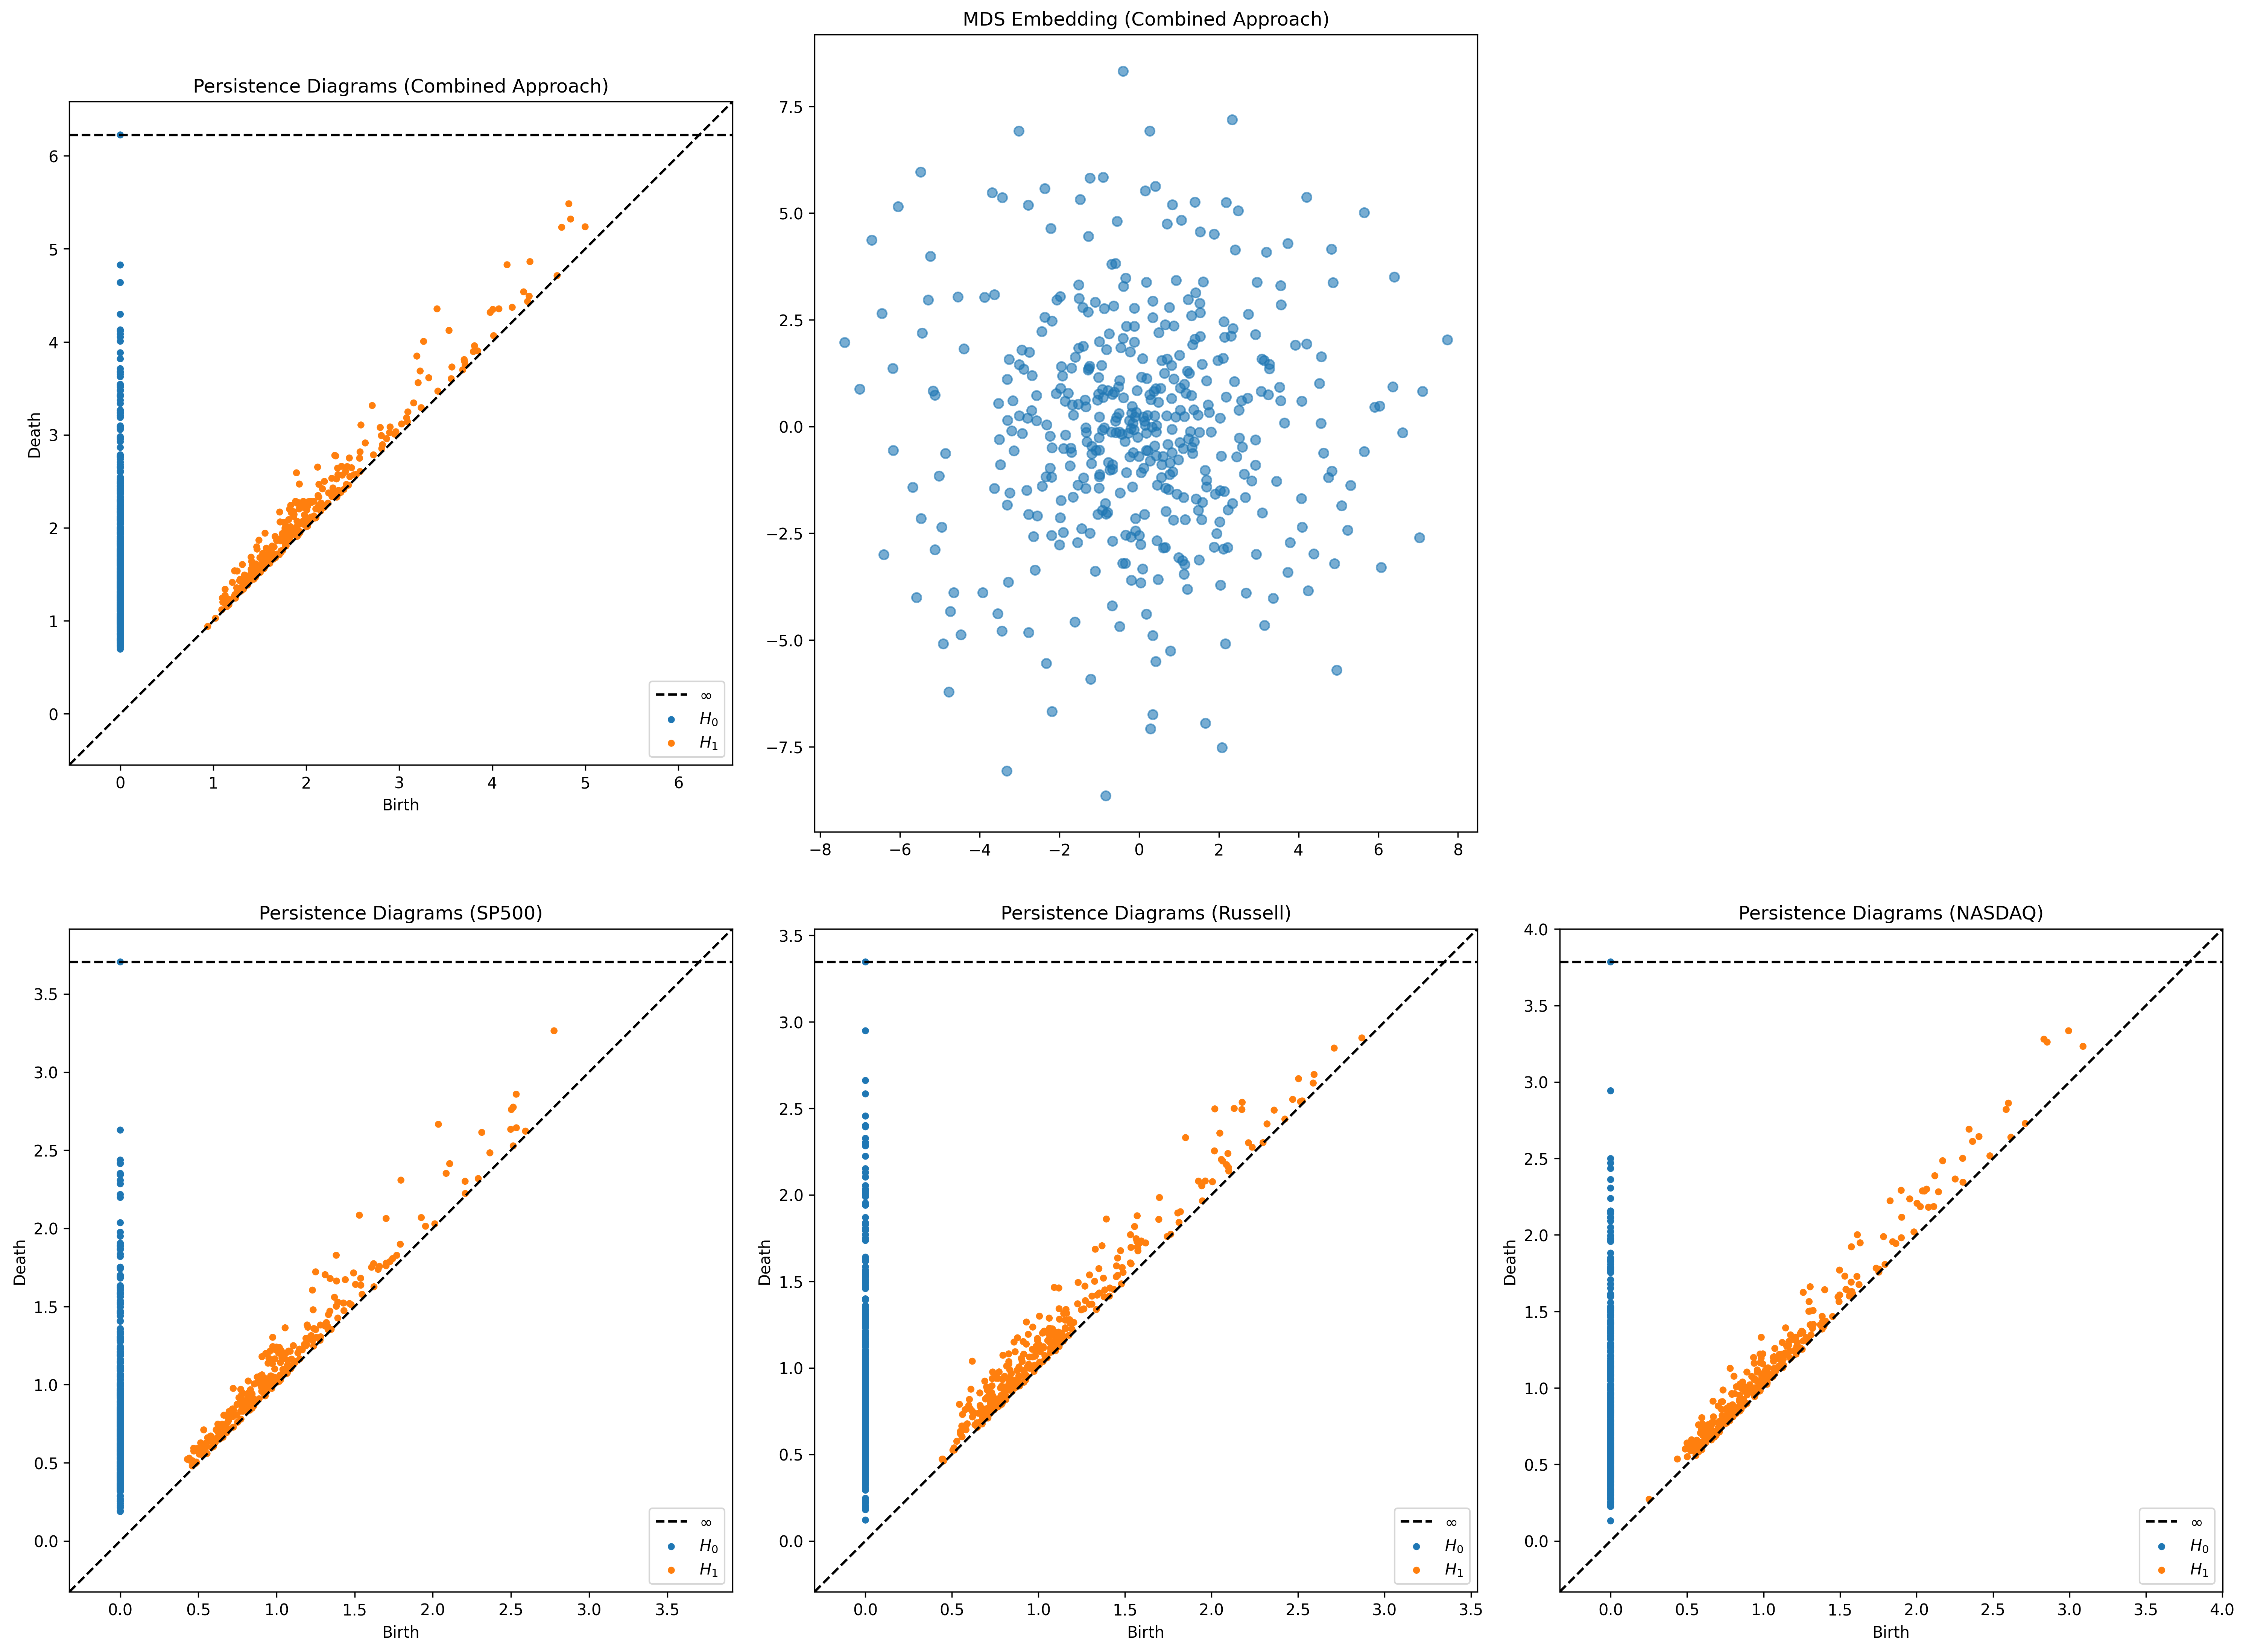 MDS Embedding (Combined Approach)
Persistence Diagrams (Combined Approach)
Death
6
5
4
3
2
1
0
0 1 2 3 4 5 6
Birth
∞
H₀
H₁
7.5
5.0
2.5
0.0
−2.5
−5.0
−7.5
−8 −6 −4 −2 0 2 4 6 8
Persistence Diagrams (SP500)
Death
3.5
3.0
2.5
2.0
1.5
1.0
0.5
0.0
0.0 0.5 1.0 1.5 2.0 2.5 3.0 3.5
Birth
∞
H₀
H₁
Persistence Diagrams (Russell)
Death
3.5
3.0
2.5
2.0
1.5
1.0
0.5
0.0
0.0 0.5 1.0 1.5 2.0 2.5 3.0 3.5
Birth
∞
H₀
H₁
Persistence Diagrams (NASDAQ)
Death
4.0
3.5
3.0
2.5
2.0
1.5
1.0
0.5
0.0
0.0 0.5 1.0 1.5 2.0 2.5 3.0 3.5 4.0
Birth
∞
H₀
H₁